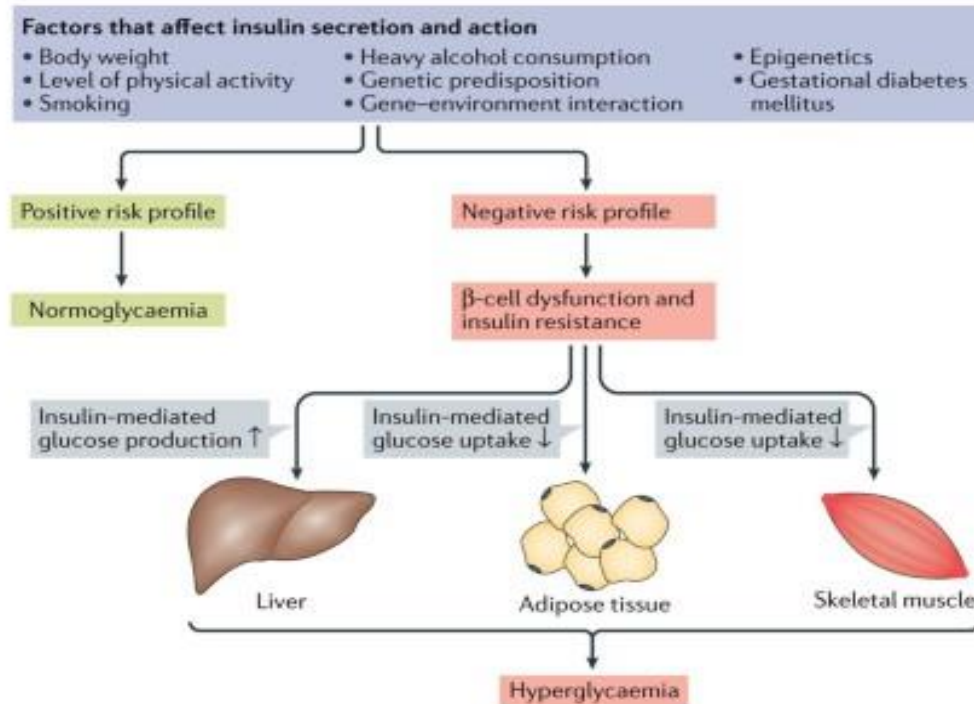 Factors that affect insulin secretion and action
• Body weight
• Level of physical activity
• Smoking
• Heavy alcohol consumption
• Genetic predisposition
• Gene–environment interaction
• Epigenetics
• Gestational diabetes
mellitus
Positive risk profile
Negative risk profile
Normoglycaemia
β-cell dysfunction and
insulin resistance
Insulin-mediated
glucose production ↑
Insulin-mediated
glucose uptake ↓
Insulin-mediated
glucose uptake ↓
Liver
Adipose tissue
Skeletal muscle
Hyperglycaemia